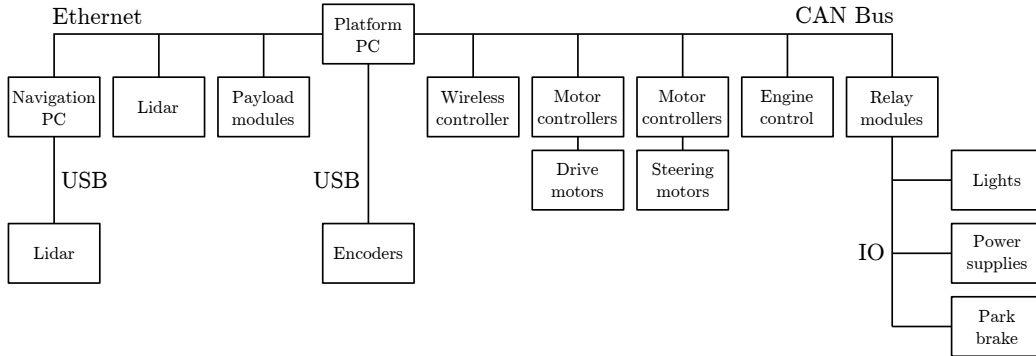 Ethernet
Platform
PC
CAN Bus
Navigation
PC
Lidar
Payload
modules
Wireless
controller
Motor
controllers
Motor
controllers
Engine
control
Relay
modules
Drive
motors
Steering
motors
USB
USB
Lights
Lidar
Encoders
IO
Power
supplies
Park
brake